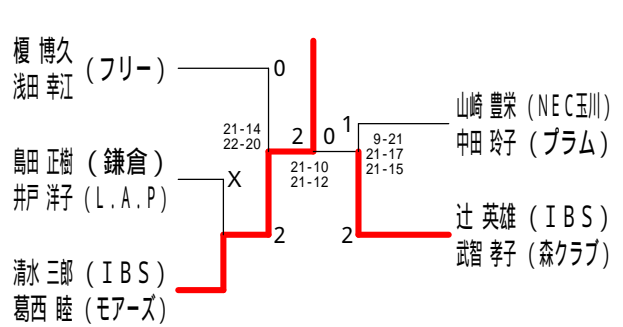 榎 博久 (フリー)
浅田 幸江
0
島田 正樹 (鎌倉)
井戸 洋子 (L.A.P)
X
清水 三郎 (IBS)
葛西 睦 (モアーズ)
21-14
22-20
2
2
0
21-10
21-12
1
9-21
21-17
21-15
2
山崎 豊栄 (NEC玉川)
中田 玲子 (プラム)
辻 英雄 (IBS)
武智 孝子 (森クラブ)